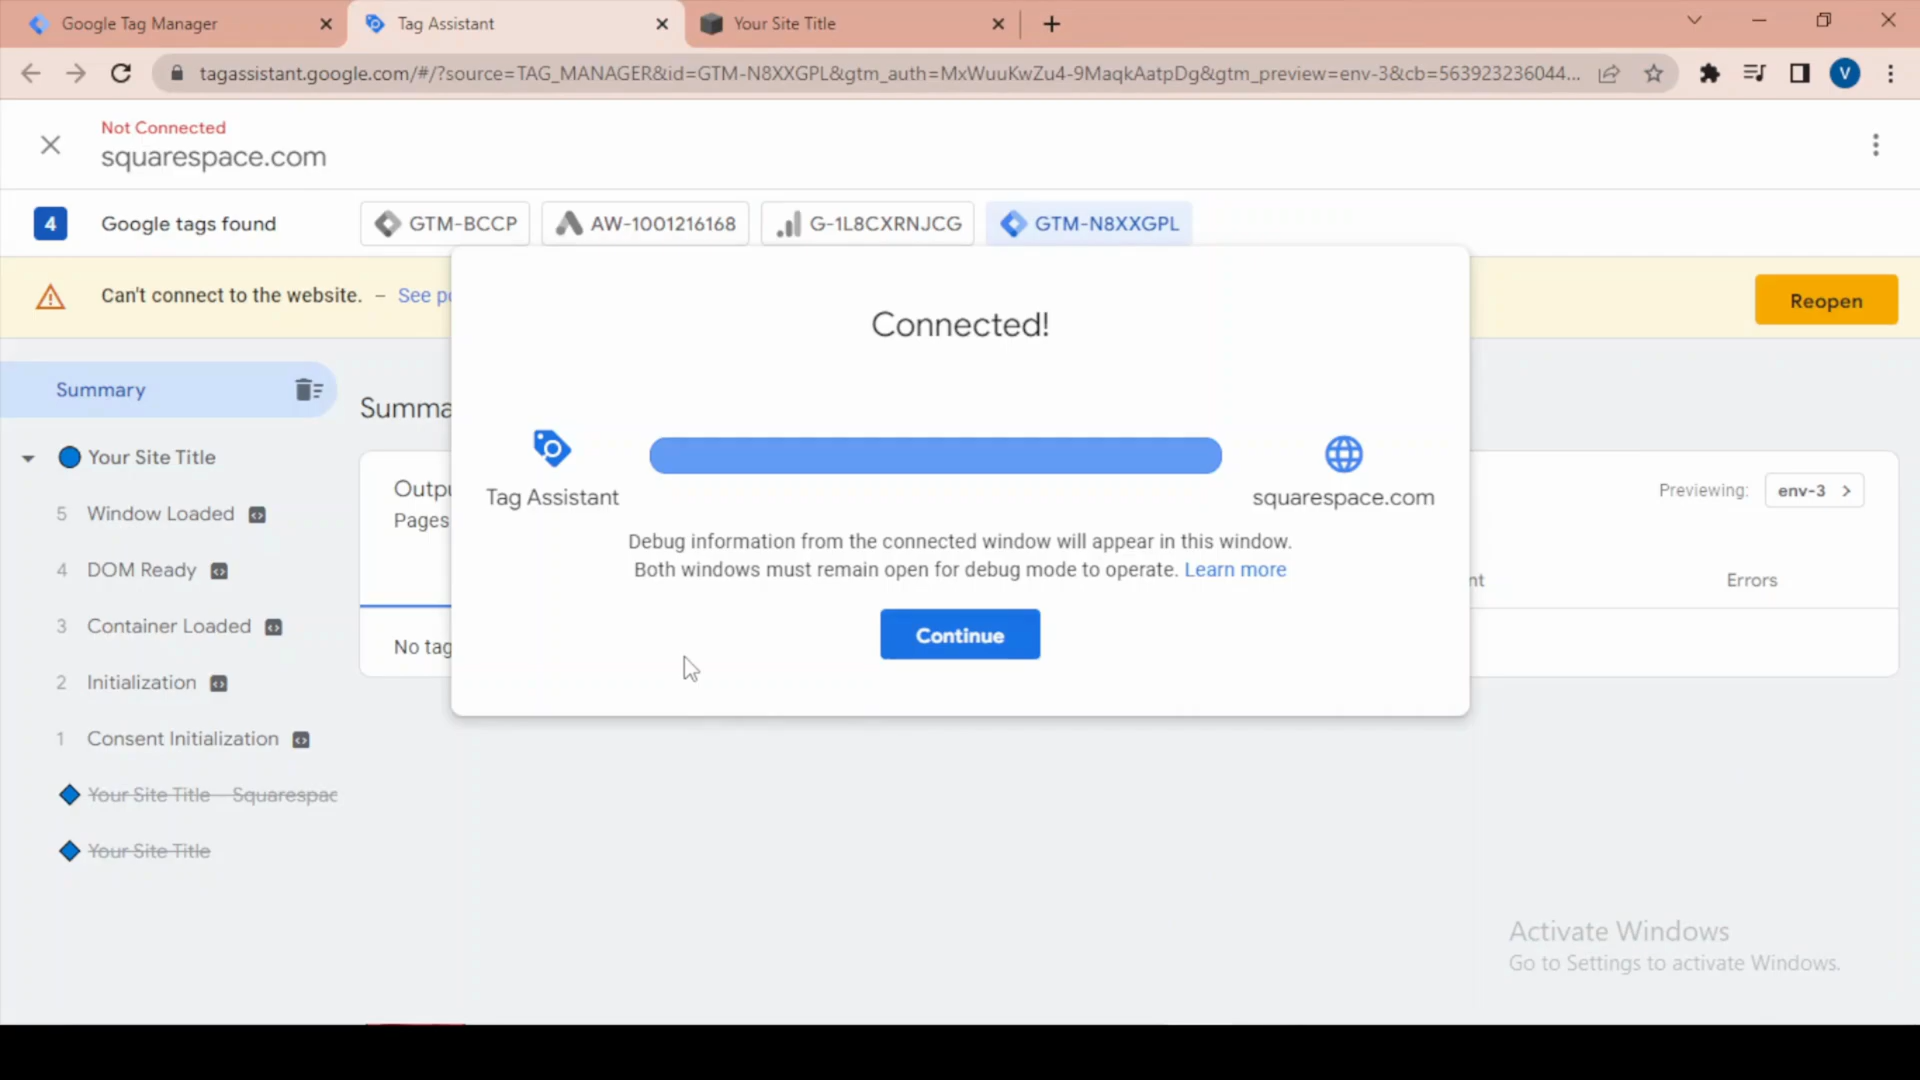 Google Tag Manager
Tag Assistant
Your Site Title
tagassistant.google.com/#/?source=TAG_MANAGER&id=GTM-N8XXGPL&gtm_auth=MxWuuKwZu4-9MaqkAatpDg&gtm_preview=env-3&cb=563923236044...
V
Not Connected
squarespace.com
4 Google tags found GTM-BCCP AW-1001216168 G-1L8CXRNJCG GTM-N8XXGPL
Can't connect to the website. – See
Reopen
Connected!
Summary
Your Site Title
5 Window Loaded
4 DOM Ready
3 Container Loaded
2 Initialization
1 Consent Initialization
Your Site Title — Squarespac
Your Site Title
Pages
No tag
Tag Assistant
squarespace.com
Debug information from the connected window will appear in this window.
Both windows must remain open for debug mode to operate. Learn more
Continue
Previewing: env-3
Errors
Activate Windows
Go to Settings to activate Windows.